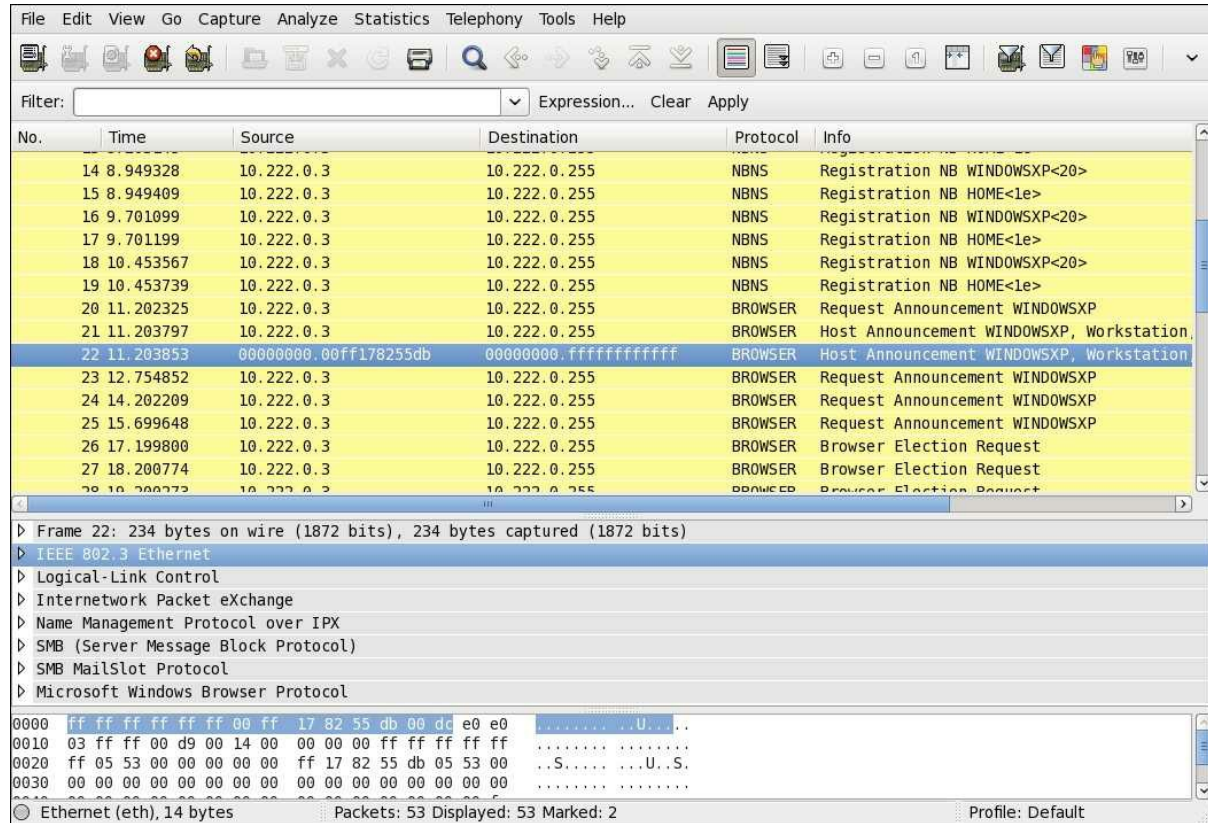 File Edit View Go Capture Analyze Statistics Telephony Tools Help
Filter: Expression... Clear Apply
No. Time Source Destination Protocol Info
14 8.949328 10.222.0.3 10.222.0.255 NBNS Registration NB WINDOWSXP<20>
15 8.949409 10.222.0.3 10.222.0.255 NBNS Registration NB HOME<1e>
16 9.701099 10.222.0.3 10.222.0.255 NBNS Registration NB WINDOWSXP<20>
17 9.701199 10.222.0.3 10.222.0.255 NBNS Registration NB HOME<1e>
18 10.453567 10.222.0.3 10.222.0.255 NBNS Registration NB WINDOWSXP<20>
19 10.453739 10.222.0.3 10.222.0.255 NBNS Registration NB HOME<1e>
20 11.202325 10.222.0.3 10.222.0.255 BROWSER Request Announcement WINDOWSXP
21 11.203797 10.222.0.3 10.222.0.255 BROWSER Host Announcement WINDOWSXP, Workstation,
22 11.203853 00000000.00ff178255db 00000000.ffffffffffff BROWSER Host Announcement WINDOWSXP, Workstation,
23 12.754852 10.222.0.3 10.222.0.255 BROWSER Request Announcement WINDOWSXP
24 14.202209 10.222.0.3 10.222.0.255 BROWSER Request Announcement WINDOWSXP
25 15.699648 10.222.0.3 10.222.0.255 BROWSER Request Announcement WINDOWSXP
26 17.199800 10.222.0.3 10.222.0.255 BROWSER Browser Election Request
27 18.200774 10.222.0.3 10.222.0.255 BROWSER Browser Election Request
28 19.200273 10.222.0.3 10.222.0.255 BROWSER Browser Election Request
Frame 22: 234 bytes on wire (1872 bits), 234 bytes captured (1872 bits)
IEEE 802.3 Ethernet
Logical-Link Control
Internetwork Packet eXchange
Name Management Protocol over IPX
SMB (Server Message Block Protocol)
SMB MailSlot Protocol
Microsoft Windows Browser Protocol
0000 ff ff ff ff ff ff 00 ff 17 82 55 db 00 dc e0 e0 ........ ..U.....
0010 03 ff ff 00 d9 00 14 00 00 00 00 ff ff ff ff ff ........ ........
0020 ff 05 53 00 00 00 00 00 ff 17 82 55 db 05 53 00 ..S..... ...U..S.
0030 00 00 00 00 00 00 00 00 00 00 00 00 00 00 00 00 ........ ........
Ethernet (eth), 14 bytes Packets: 53 Displayed: 53 Marked: 2 Profile: Default